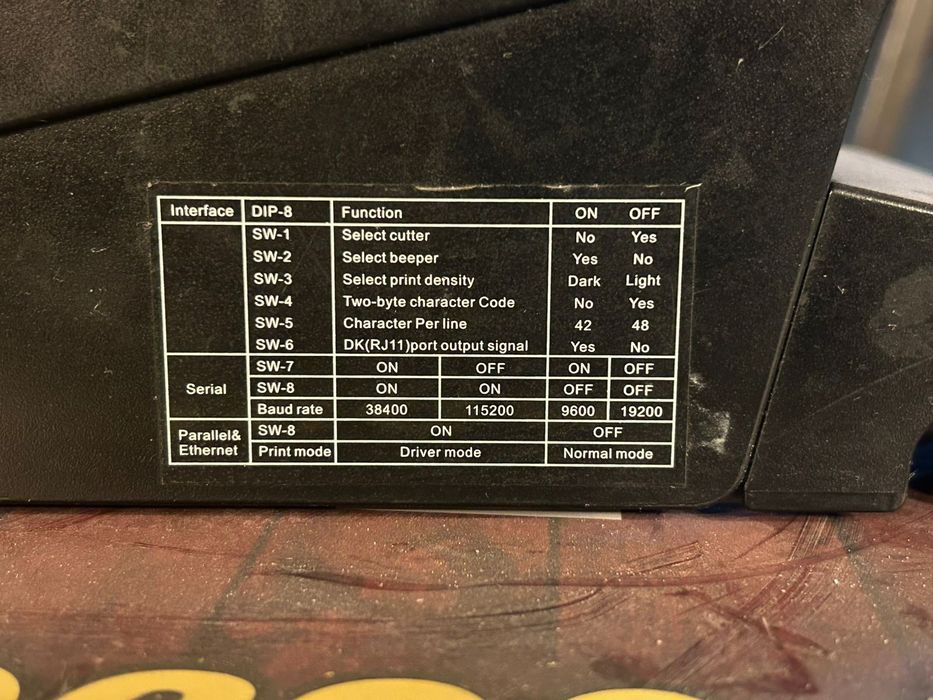 Interface DIP-8 Function ON OFF
SW-1 Select cutter No Yes
SW-2 Select beeper Yes No
SW-3 Select print density Dark Light
SW-4 Two-byte character Code No Yes
SW-5 Character Per line 42 48
SW-6 DK(RJ11)port output signal Yes No
Serial
SW-7 ON OFF ON OFF
SW-8 ON ON OFF OFF
Baud rate 38400 115200 9600 19200
Parallel&
Ethernet
SW-8 ON OFF
Print mode Driver mode Normal mode